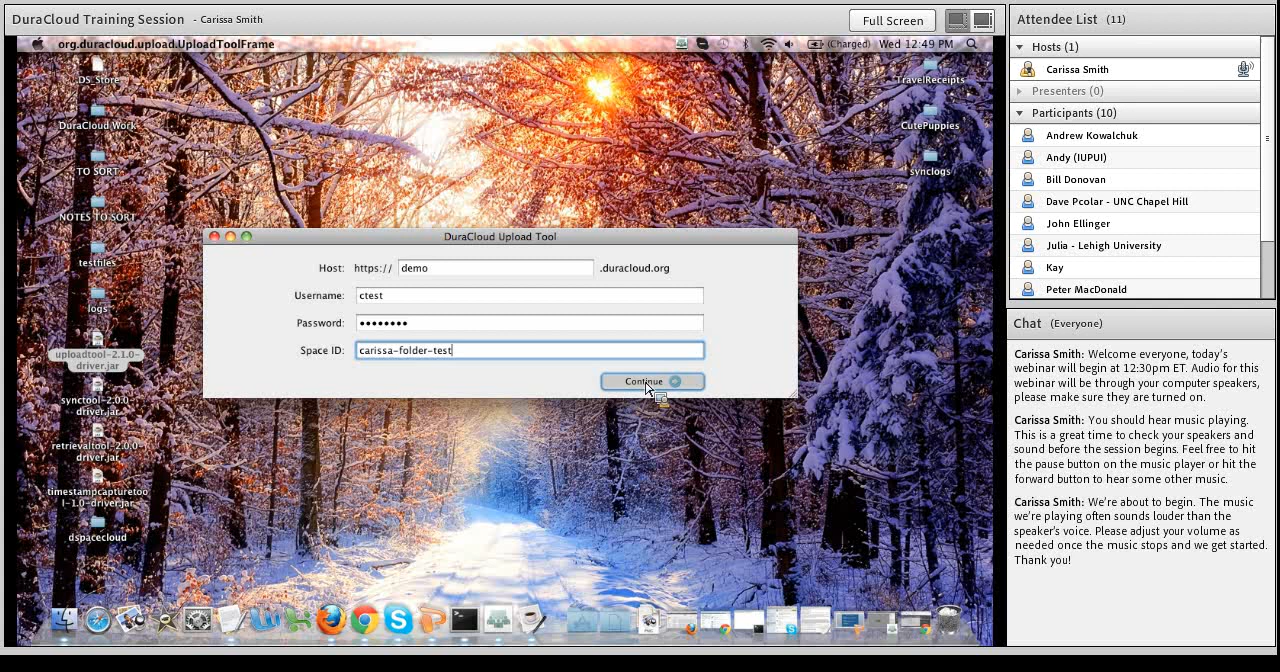 DuraCloud Training Session - Carissa Smith
Full Screen
org.duracloud.upload.UploadToolFrame
(Charged) Wed 12:49 PM
DS_Store
DuraCloud Work
TO SORT
NOTES TO SORT
testfiles
logs
uploadtool-2.1.0-
driver.jar
synctool-2.0.0-
driver.jar
retrievaltool-2.0.0-
driver.jar
timestampcapturetoo
l-1.0-driver.jar
dspacecloud
TravelReceipts
CutePuppies
synclogs
DuraCloud Upload Tool
Host: https:// demo .duracloud.org
Username: ctest
Password: ••••••••
Space ID: carissa-folder-test
Continue
Attendee List (11)
Hosts (1)
Carissa Smith
Presenters (0)
Participants (10)
Andrew Kowalchuk
Andy (IUPUI)
Bill Donovan
Dave Pcolar - UNC Chapel Hill
John Ellinger
Julia - Lehigh University
Kay
Peter MacDonald
Chat (Everyone)
Carissa Smith: Welcome everyone, today's
webinar will begin at 12:30pm ET. Audio for this
webinar will be through your computer speakers,
please make sure they are turned on.
Carissa Smith: You should hear music playing.
This is a great time to check your speakers and
sound before the session begins. Feel free to hit
the pause button on the music player or hit the
forward button to hear some other music.
Carissa Smith: We're about to begin. The music
we're playing often sounds louder than the
speaker's voice. Please adjust your volume as
needed once the music stops and we get started.
Thank you!